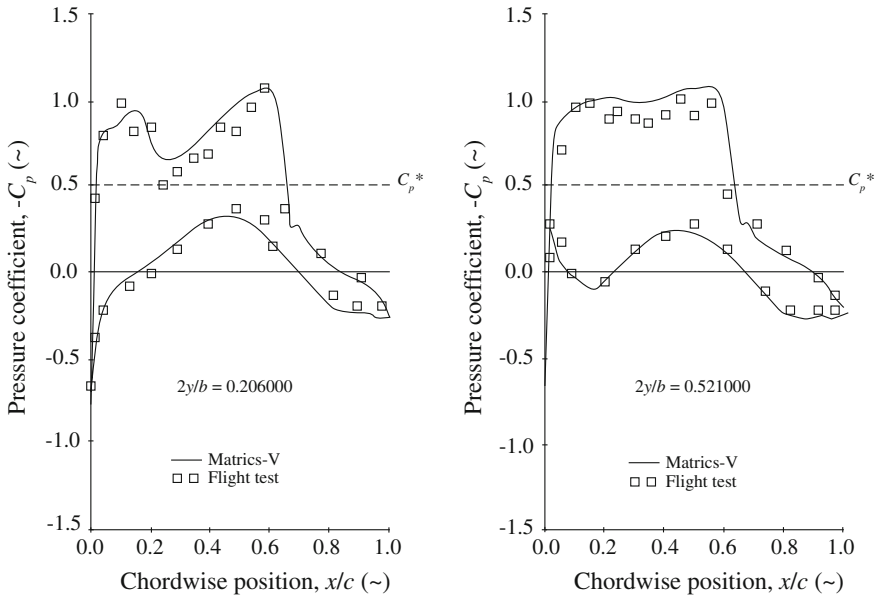 1.5
1.0
0.5
0.0
-0.5
-1.0
-1.5
Pressure coefficient, -Cp (~)
Cp*
2y/b = 0.206000
Matrics-V
Flight test
0.0 0.2 0.4 0.6 0.8 1.0
Chordwise position, x/c (~)
1.5
1.0
0.5
0.0
-0.5
-1.0
-1.5
Pressure coefficient, -Cp (~)
Cp*
2y/b = 0.521000
Matrics-V
Flight test
0.0 0.2 0.4 0.6 0.8 1.0
Chordwise position, x/c (~)